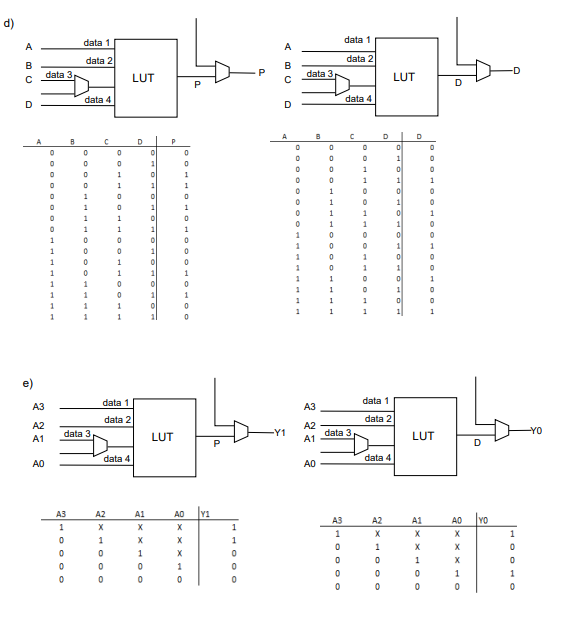 d)
A data 1
B data 2
C data 3
D data 4
LUT
P
P
A data 1
B data 2
C data 3
D data 4
LUT
D
D
A B C D P
0 0 0 0 0
0 0 0 1 0
0 0 1 0 0
0 0 1 1 1
0 1 0 0 0
0 1 0 1 1
0 1 1 0 0
0 1 1 1 1
1 0 0 0 0
1 0 0 1 0
1 0 1 0 0
1 0 1 1 1
1 1 0 0 0
1 1 0 1 1
1 1 1 0 0
1 1 1 1 0
A B C D D
0 0 0 0 0
0 0 0 1 0
0 0 1 0 0
0 0 1 1 1
0 1 0 0 0
0 1 0 1 0
0 1 1 0 1
0 1 1 1 1
1 0 0 0 0
1 0 0 1 1
1 0 1 0 0
1 0 1 1 0
1 1 0 0 0
1 1 0 1 0
1 1 1 0 0
1 1 1 1 1
e)
A3 data 1
A2 data 2
A1 data 3
A0 data 4
LUT
P
Y1
A3 data 1
A2 data 2
A1 data 3
A0 data 4
LUT
D
Y0
A3 A2 A1 A0 Y1
1 X X X 1
0 1 X X 1
0 0 1 X 0
0 0 0 1 0
0 0 0 0 0
A3 A2 A1 A0 Y0
1 X X X 1
0 1 X X 0
0 0 1 X 0
0 0 0 1 1
0 0 0 0 0